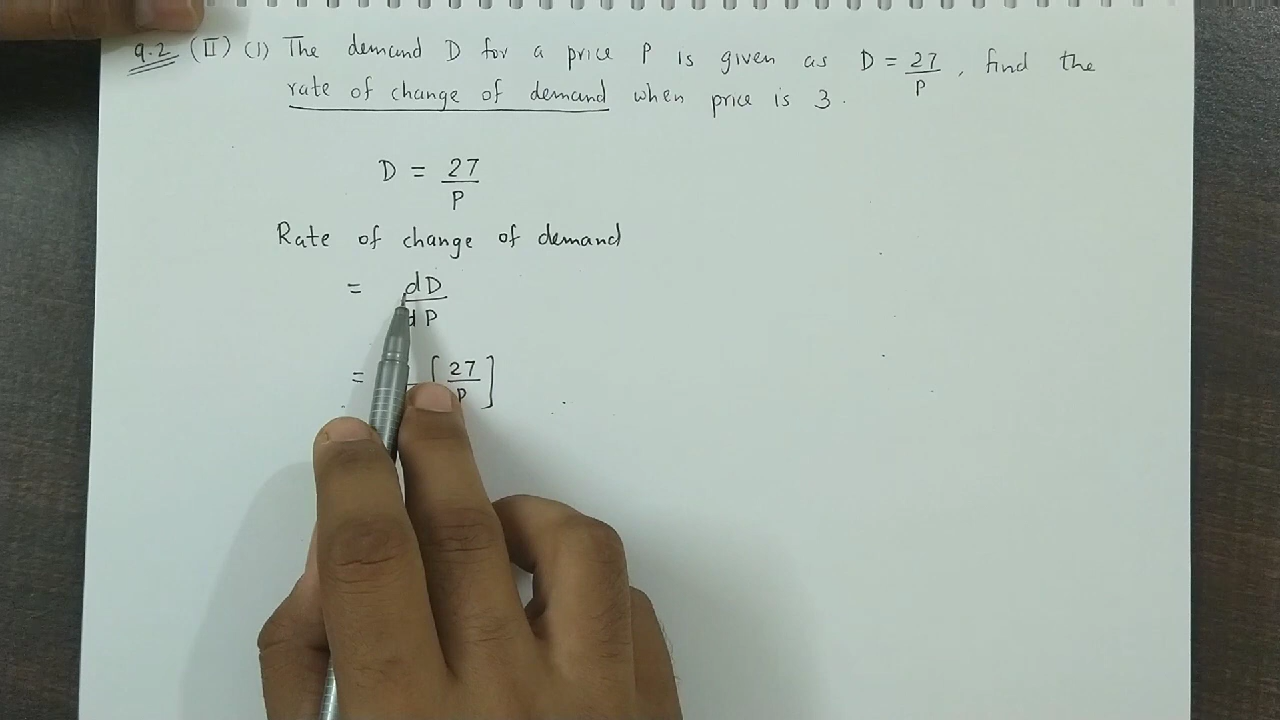 9.2 (II) (1) The demand D for a price P is given as D = 27/P , find the
rate of change of demand when price is 3.
D = 27/P
Rate of change of demand
= dD/dP
= [27/P]